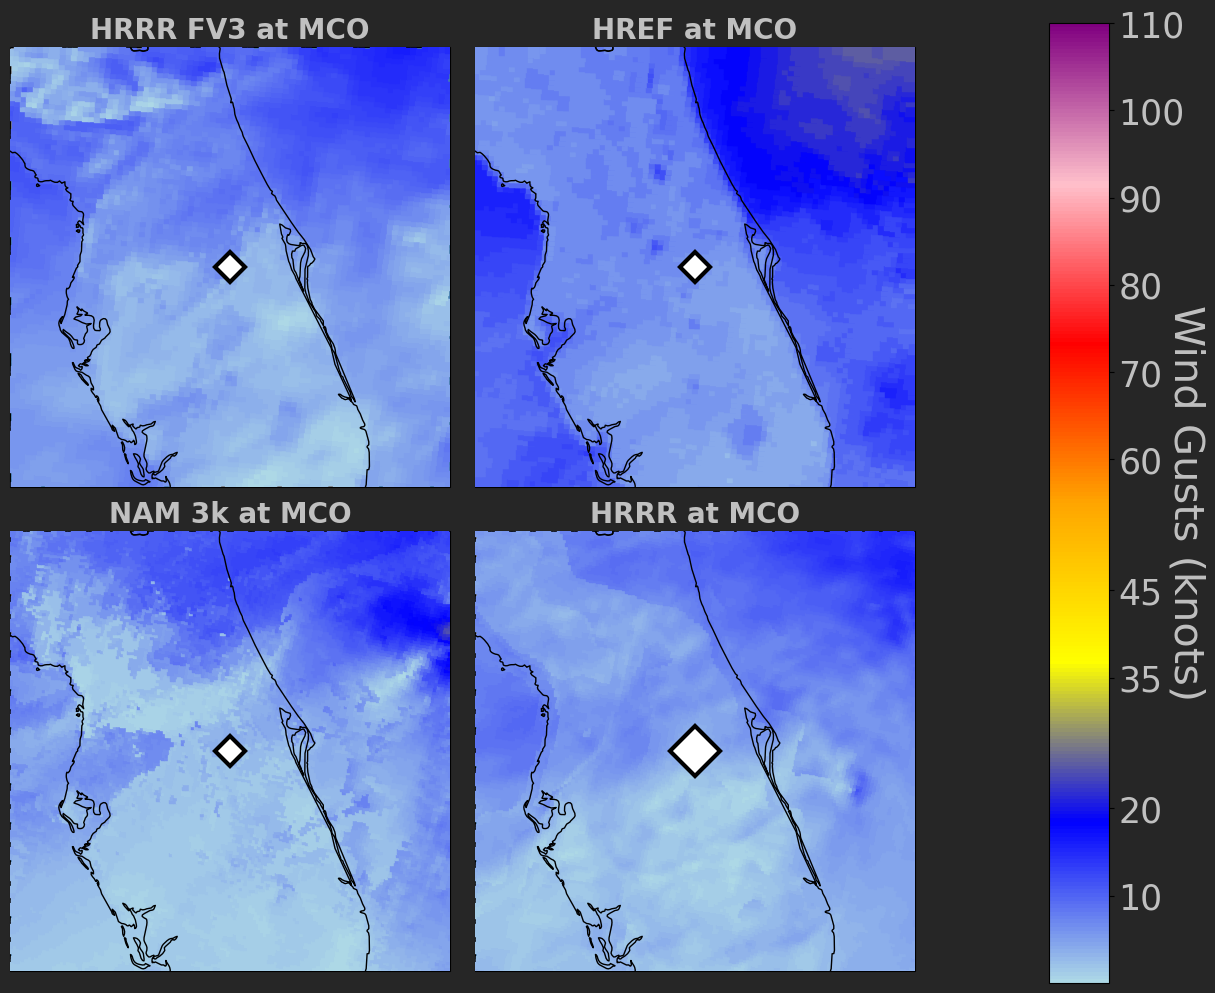 HRRR FV3 at MCO
HREF at MCO
NAM 3k at MCO
HRRR at MCO
110
100
90
80
70
60
45
35
20
10
Wind Gusts (knots)